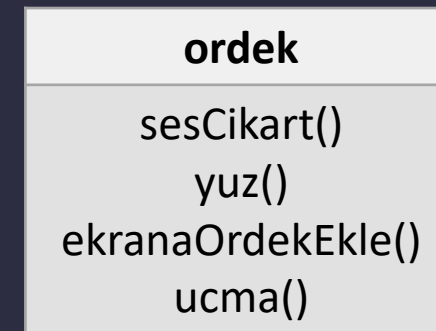 ordek
sesCikart()
yuz()
ekranaOrdekEkle()
ucma()